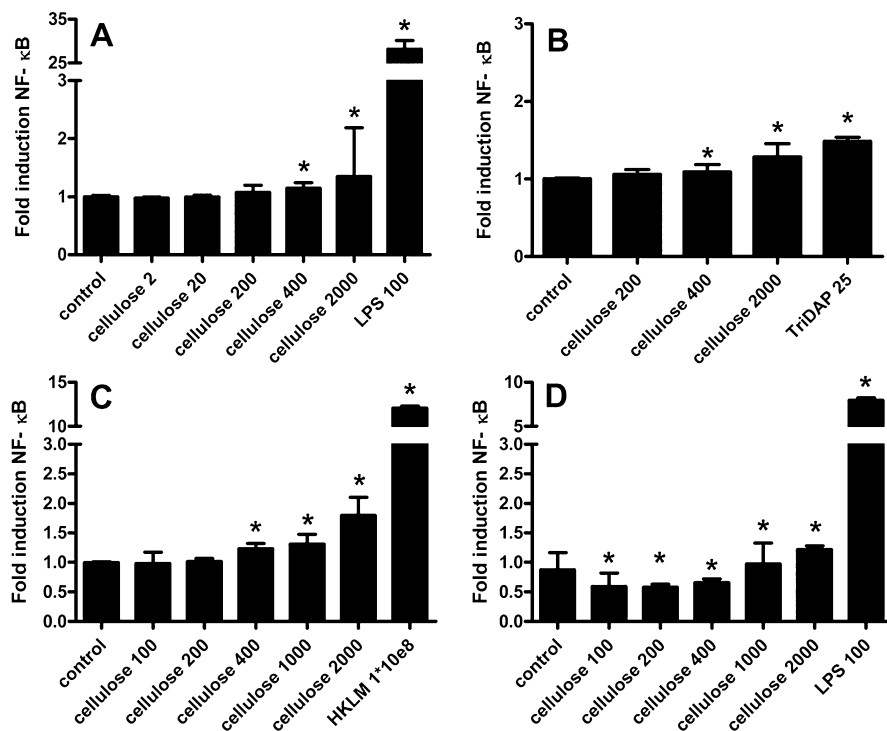 A
Fold induction NF- κB
35
25
3
2
1
0
*
*
*
control
cellulose 2
cellulose 20
cellulose 200
cellulose 400
cellulose 2000
LPS 100
B
Fold induction NF- κB
3
2
1
0
*
*
*
control
cellulose 200
cellulose 400
cellulose 2000
TriDAP 25
C
Fold induction NF- κB
15
10
3.0
2.5
2.0
1.5
1.0
0.5
0.0
*
*
*
*
control
cellulose 100
cellulose 200
cellulose 400
cellulose 1000
cellulose 2000
HKLM 1*10e8
D
Fold induction NF- κB
10
5
3.0
2.5
2.0
1.5
1.0
0.5
0.0
*
*
*
*
*
*
control
cellulose 100
cellulose 200
cellulose 400
cellulose 1000
cellulose 2000
LPS 100